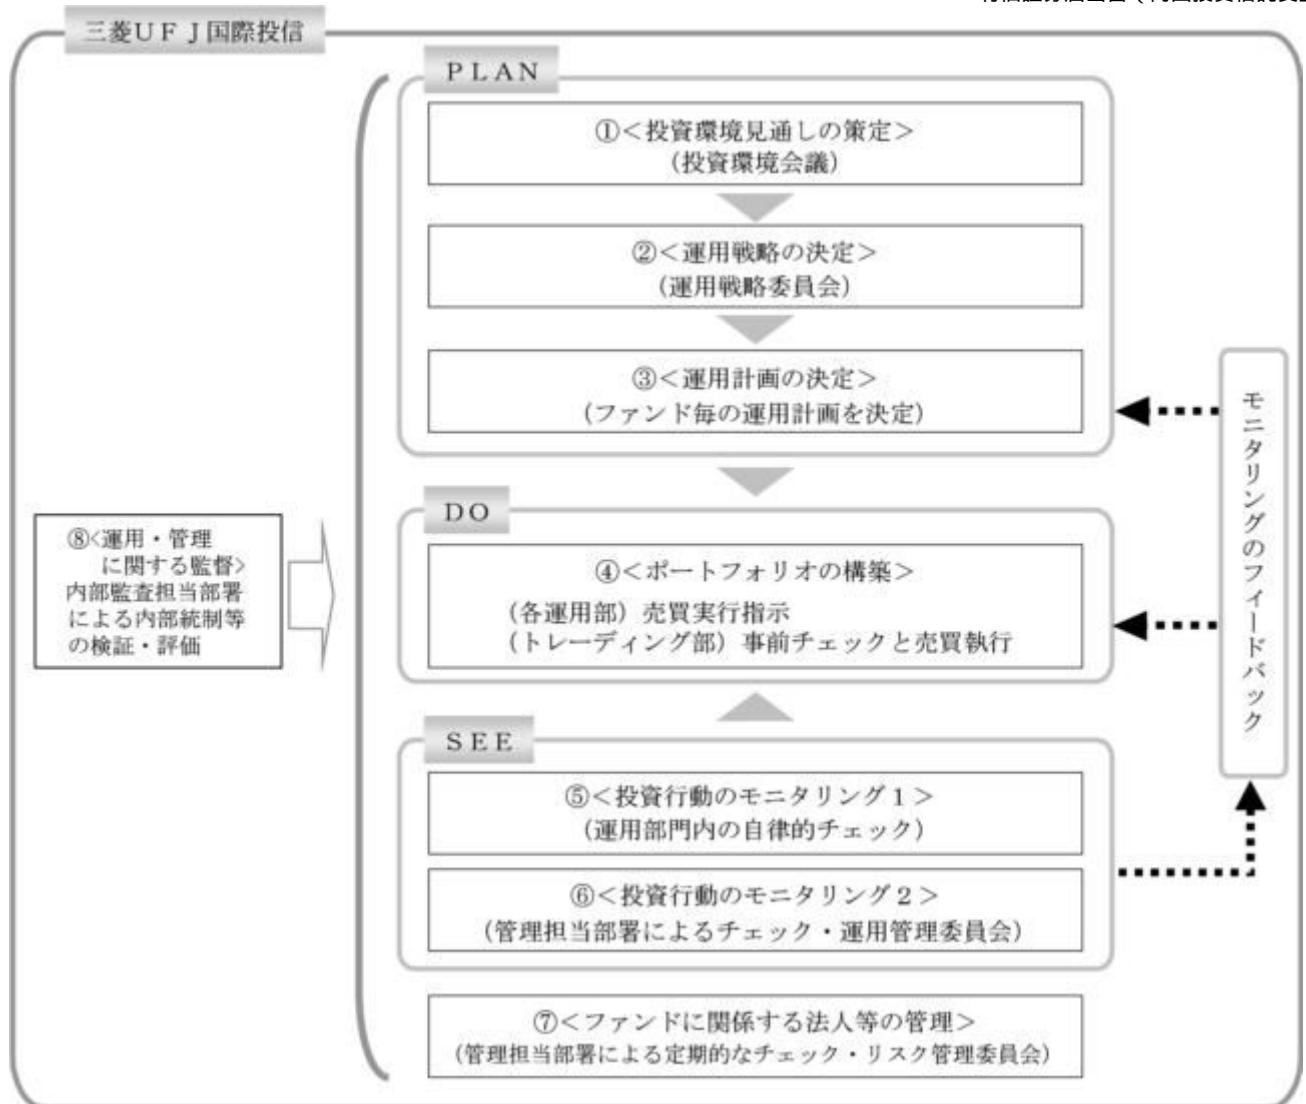 三菱UFJ国際投信
PLAN
①<投資環境見通しの策定>
(投資環境会議)
②<運用戦略の決定>
(運用戦略委員会)
③<運用計画の決定>
(ファンド毎の運用計画を決定)
モニタリングのフィードバック
DO
④<ポートフォリオの構築>
(各運用部)売買実行指示
(トレーディング部)事前チェックと売買執行
⑧<運用・管理
に関する監督>
内部監査担当部署
による内部統制等
の検証・評価
SEE
⑤<投資行動のモニタリング1>
(運用部門内の自律的チェック)
⑥<投資行動のモニタリング2>
(管理担当部署によるチェック・運用管理委員会)
⑦<ファンドに関係する法人等の管理>
(管理担当部署による定期的なチェック・リスク管理委員会)